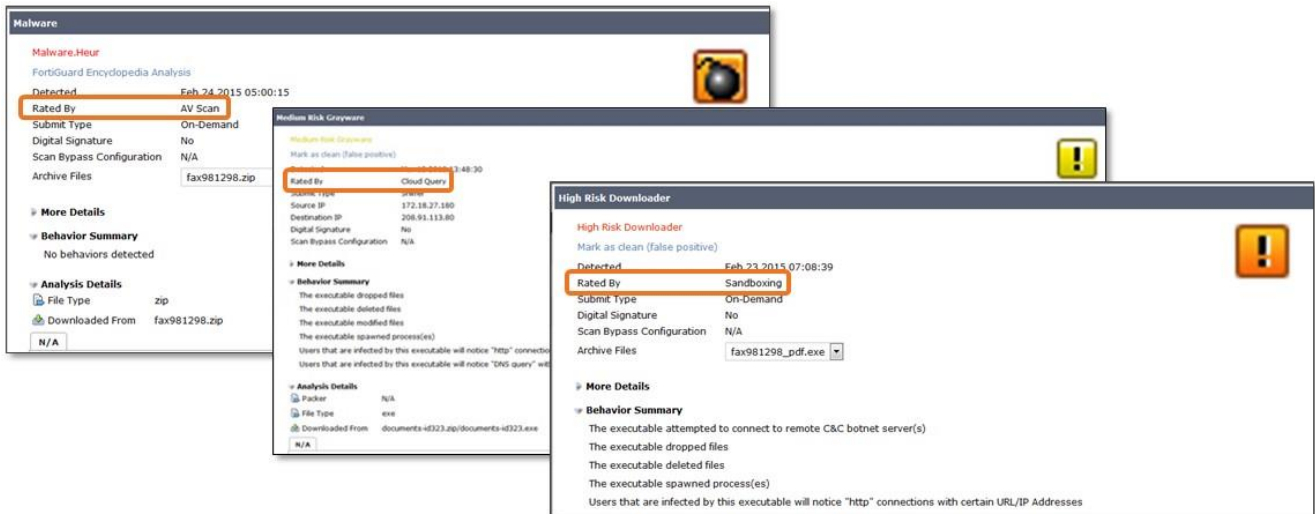 Malware
Malware.Heur
FortiGuard Encyclopedia Analysis
Detected Feb 24 2015 05:00:15
Rated By AV Scan
Submit Type On-Demand
Digital Signature No
Scan Bypass Configuration N/A
Archive Files fax981298.zip
More Details
Behavior Summary
No behaviors detected
Analysis Details
File Type zip
Downloaded From fax981298.zip
N/A
Medium Risk Grayware
Medium Risk Grayware
Mark as clean (false positive)
Rated By Cloud Query
Submit Type Sniffer
Source IP 172.18.27.160
Destination IP 208.91.113.80
Digital Signature No
Scan Bypass Configuration N/A
More Details
Behavior Summary
The executable dropped files
The executable deleted files
The executable modified files
The executable spawned process(es)
Users that are infected by this executable will notice "http" connectio
Users that are infected by this executable will notice "DNS query" wit
Analysis Details
Packer N/A
File Type exe
Downloaded From documents-id323.zip/documents-id323.exe
N/A
High Risk Downloader
High Risk Downloader
Mark as clean (false positive)
Detected Feb 23 2015 07:08:39
Rated By Sandboxing
Submit Type On-Demand
Digital Signature No
Scan Bypass Configuration N/A
Archive Files fax981298_pdf.exe
More Details
Behavior Summary
The executable attempted to connect to remote C&C botnet server(s)
The executable dropped files
The executable deleted files
The executable spawned process(es)
Users that are infected by this executable will notice "http" connections with certain URL/IP Addresses